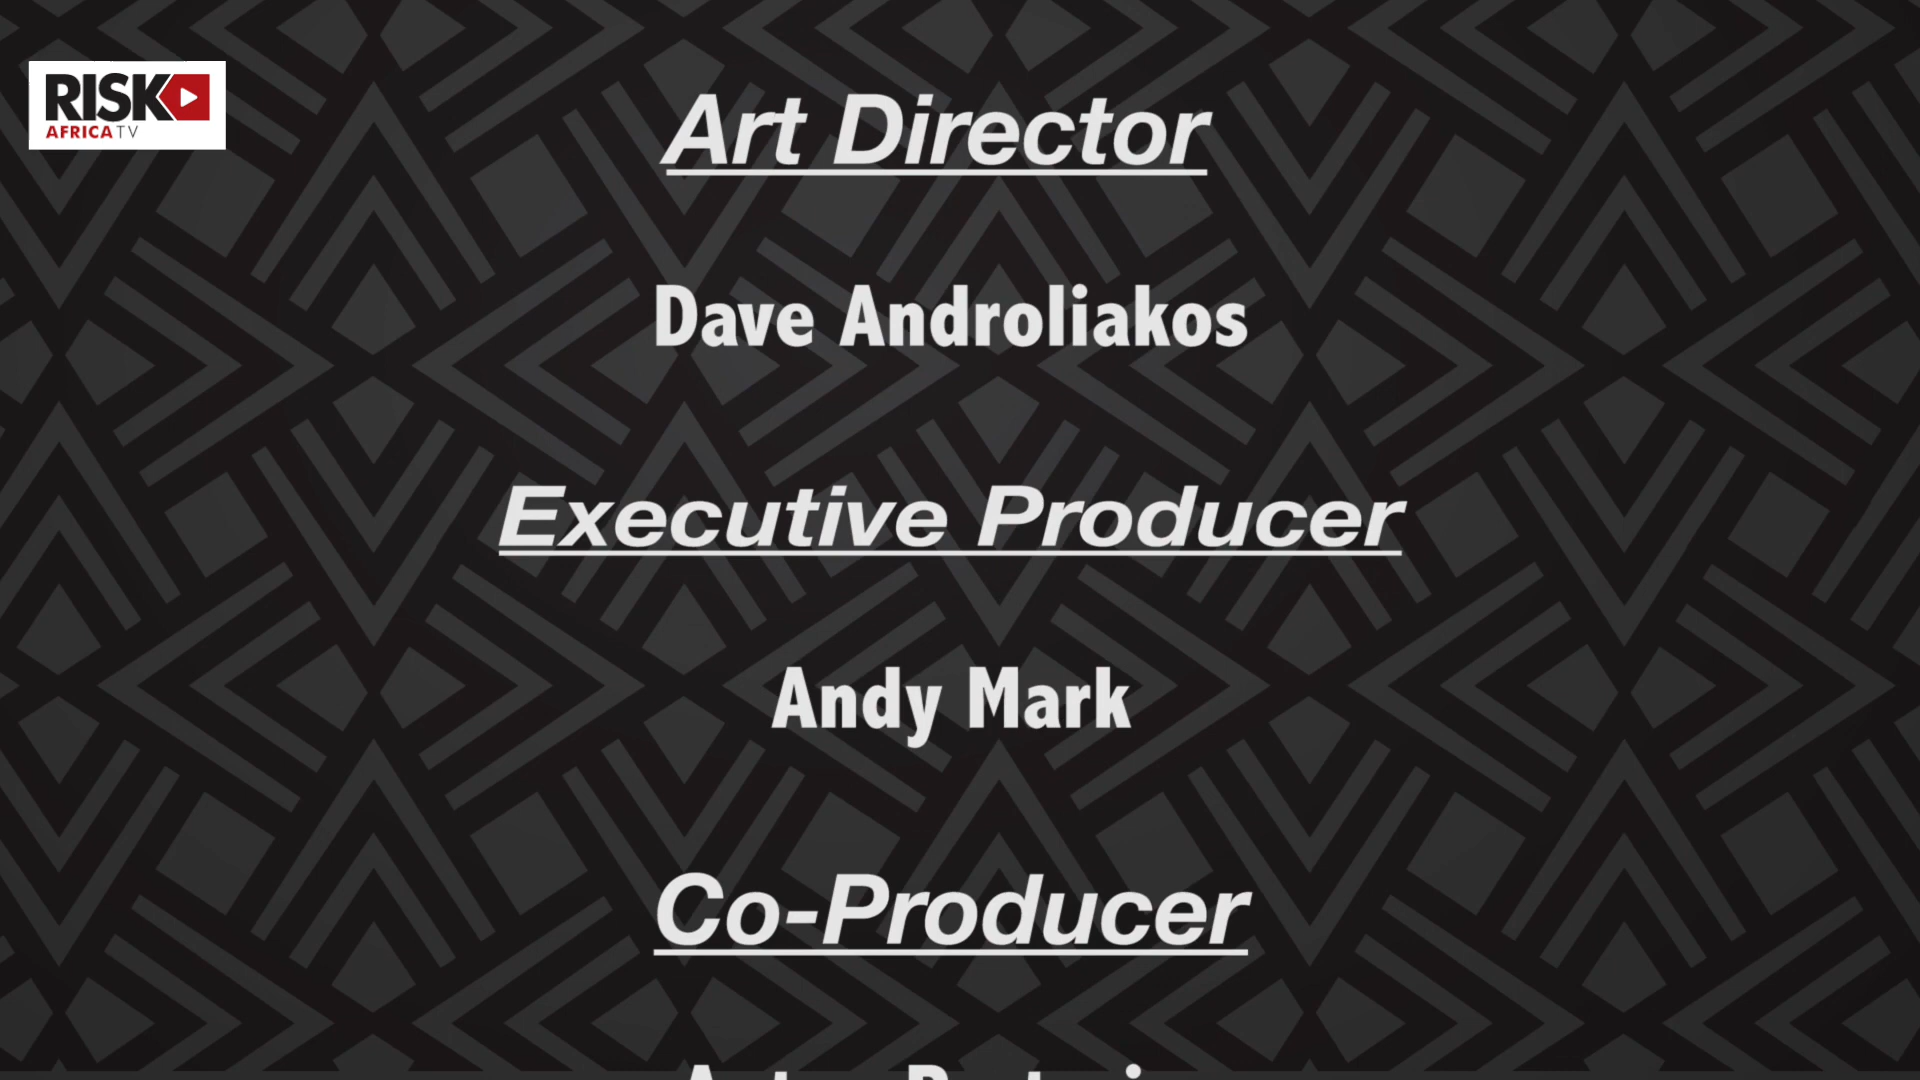 RISK
AFRICA TV
Art Director
Dave Androliakos
Executive Producer
Andy Mark
Co-Producer